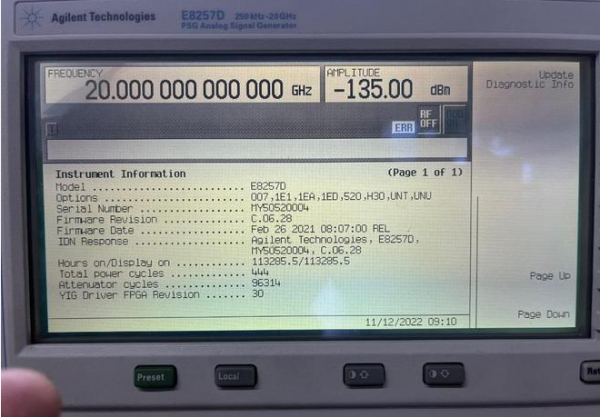 Agilent Technologies E8257D 250 kHz-20 GHz
PSG Analog Signal Generator
FREQUENCY
20.000 000 000 000 GHz
AMPLITUDE
-135.00 dBm
Update
Diagnostic Info
RF
OFF
ERR
Instrument Information (Page 1 of 1)
Model .................... E8257D
Options .................. 007,1E1,1EA,1ED,520,H30,UNT,UNU
Serial Number ............ MY50520004
Firmware Revision ........ C.06.28
Firmware Date ............ Feb 26 2021 08:07:00 REL
IDN Response ............. Agilent Technologies, E8257D,
MY50520004, C.06.28
Hours on/Display on ...... 113285.5/113285.5
Total power cycles ....... 444
Attenuator cycles ........ 96314
YIG Driver FPGA Revision ....... 30
Page Up
Page Down
11/12/2022 09:10
Preset
Local